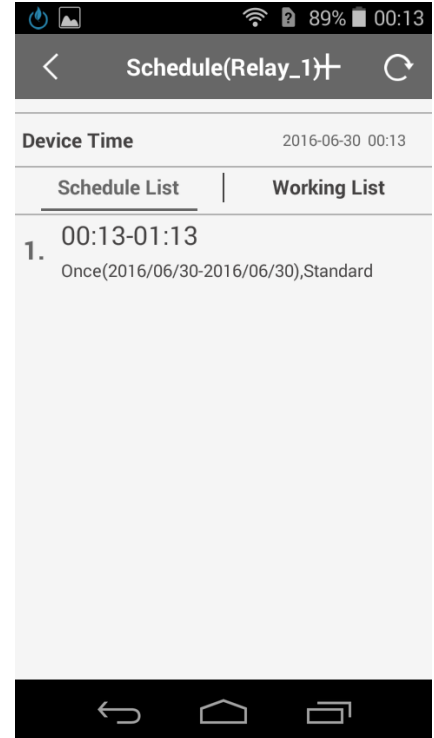 89% 00:13
Schedule(Relay_1)
Device Time 2016-06-30 00:13
Schedule List | Working List
1. 00:13-01:13
Once(2016/06/30-2016/06/30),Standard